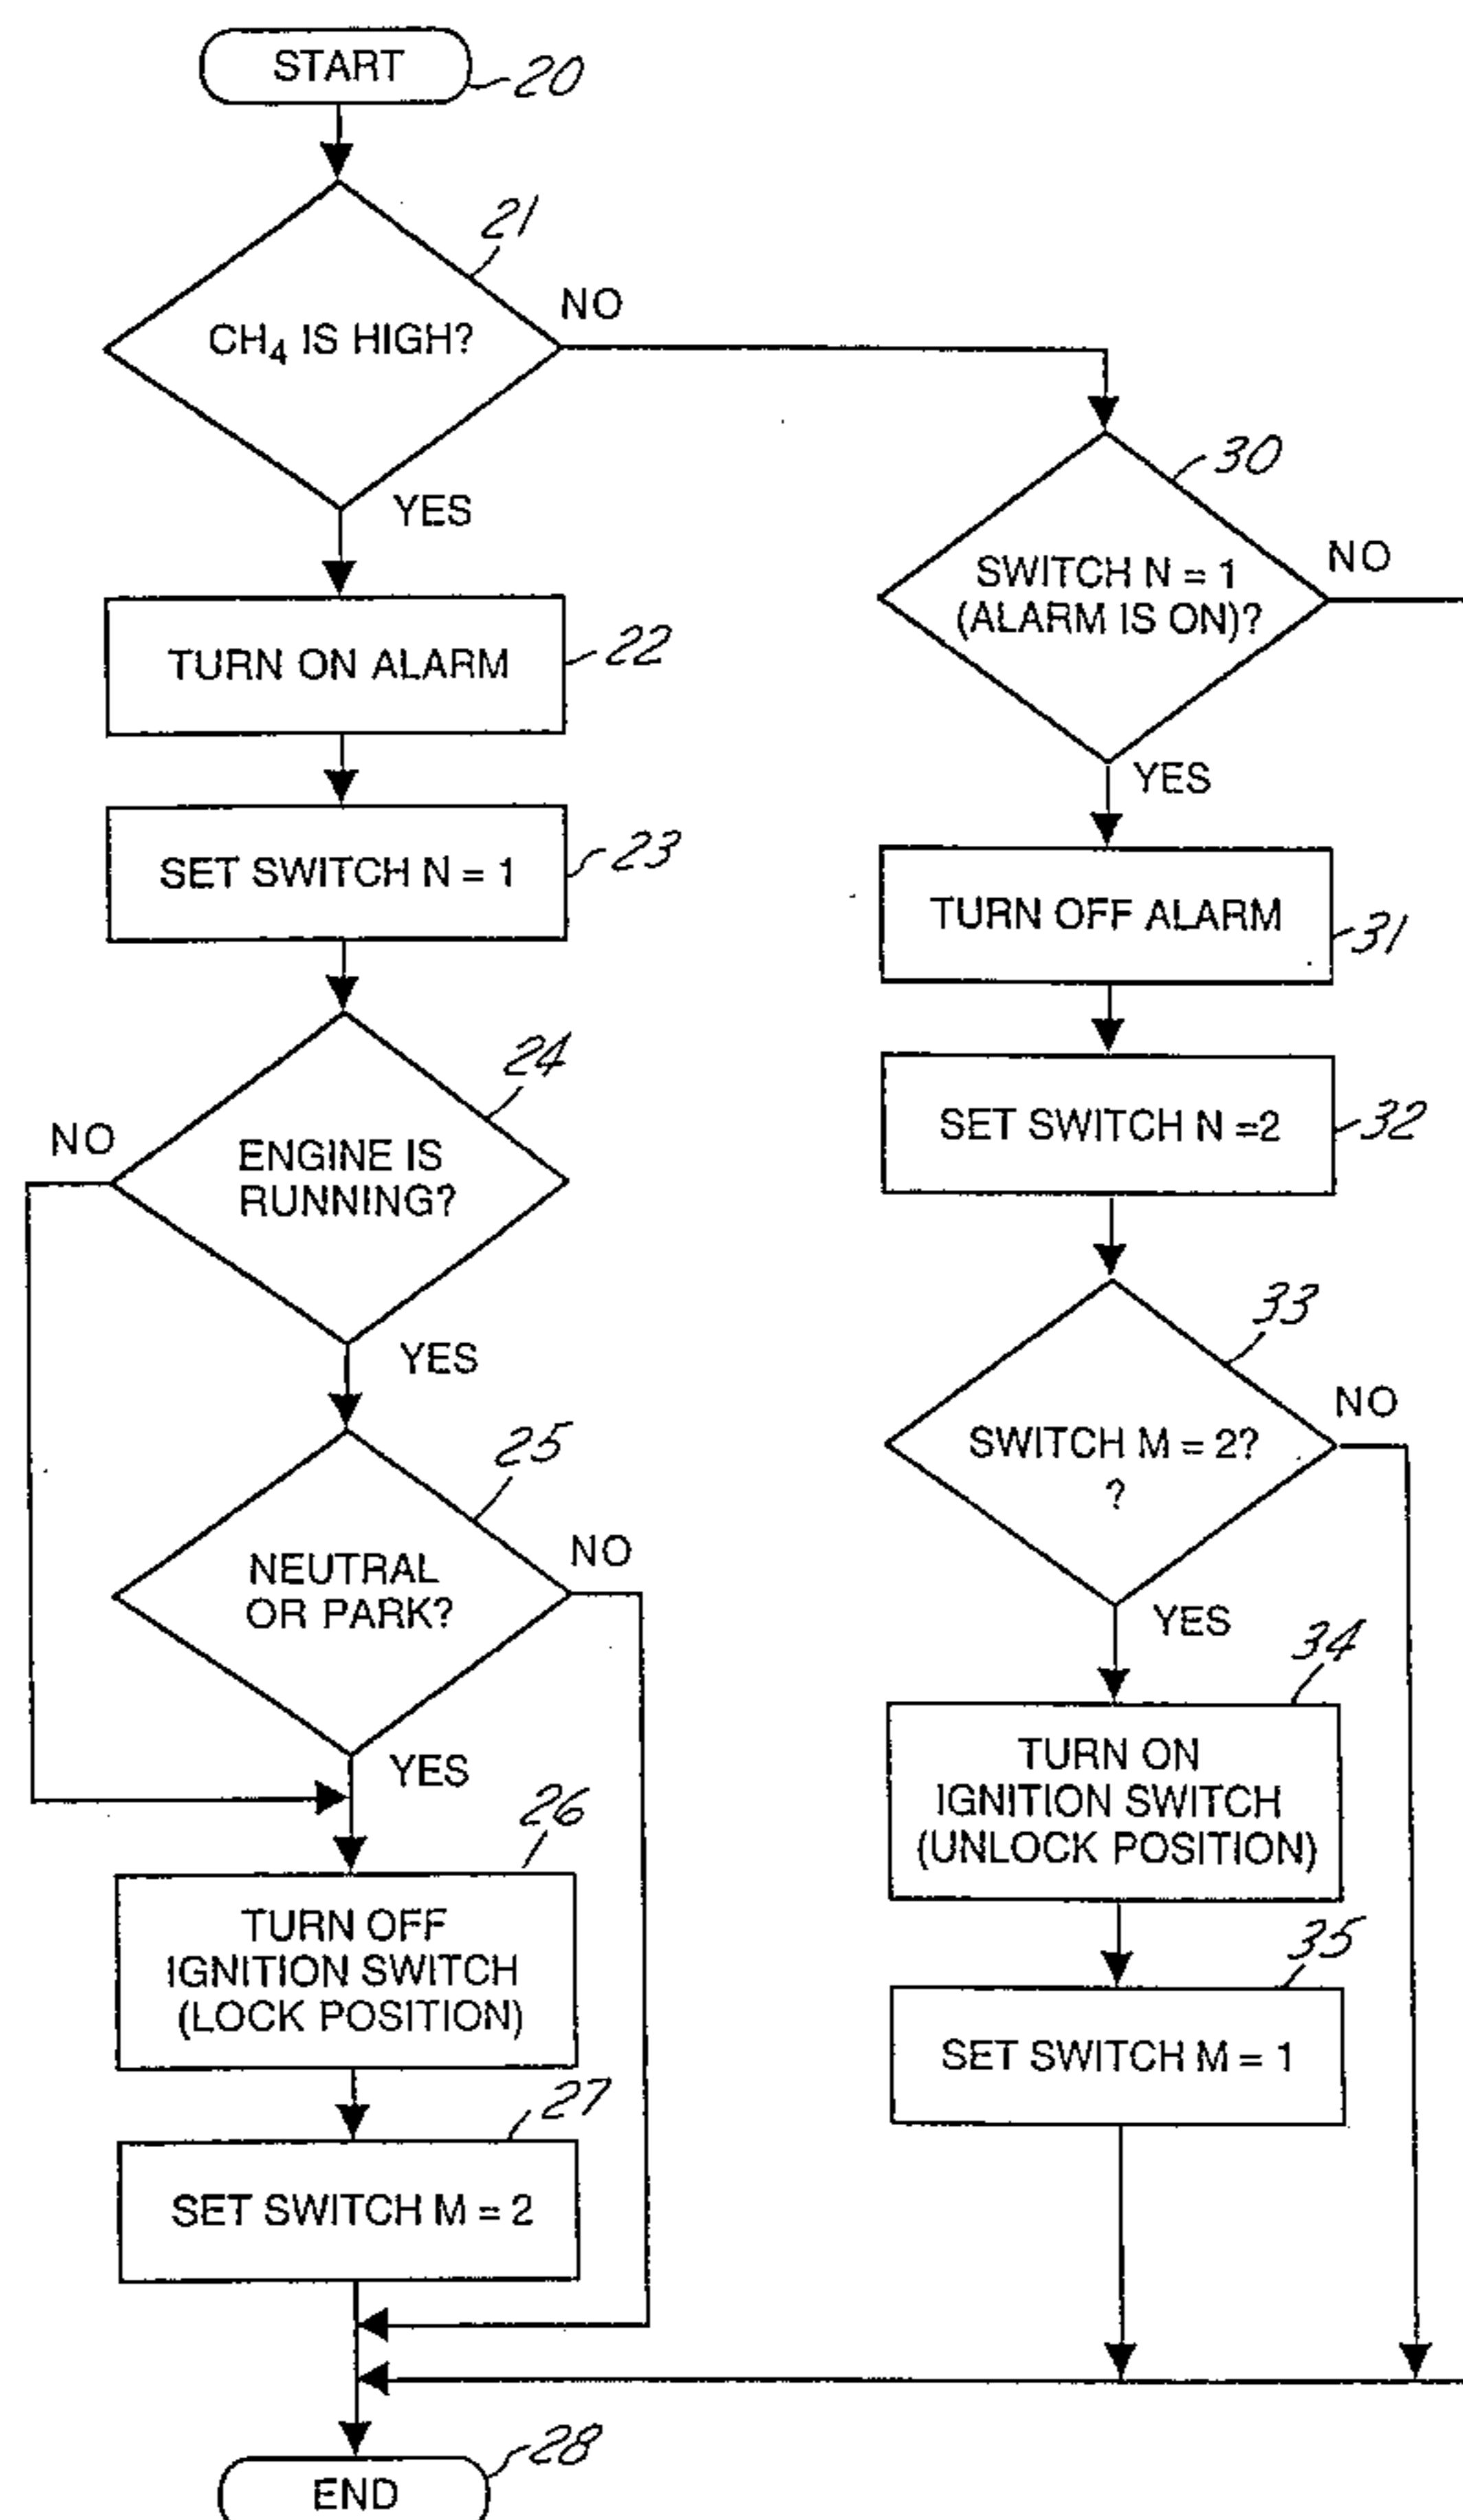 START
20
21
CH4 IS HIGH?
NO
YES
TURN ON ALARM
22
SET SWITCH N = 1
23
24
NO
ENGINE IS
RUNNING?
YES
25
NEUTRAL
OR PARK?
NO
YES
26
TURN OFF
IGNITION SWITCH
(LOCK POSITION)
27
SET SWITCH M = 2
30
SWITCH N = 1
(ALARM IS ON)?
NO
YES
TURN OFF ALARM
31
SET SWITCH N =2
32
33
SWITCH M = 2?
?
NO
YES
34
TURN ON
IGNITION SWITCH
(UNLOCK POSITION)
35
SET SWITCH M = 1
28
END